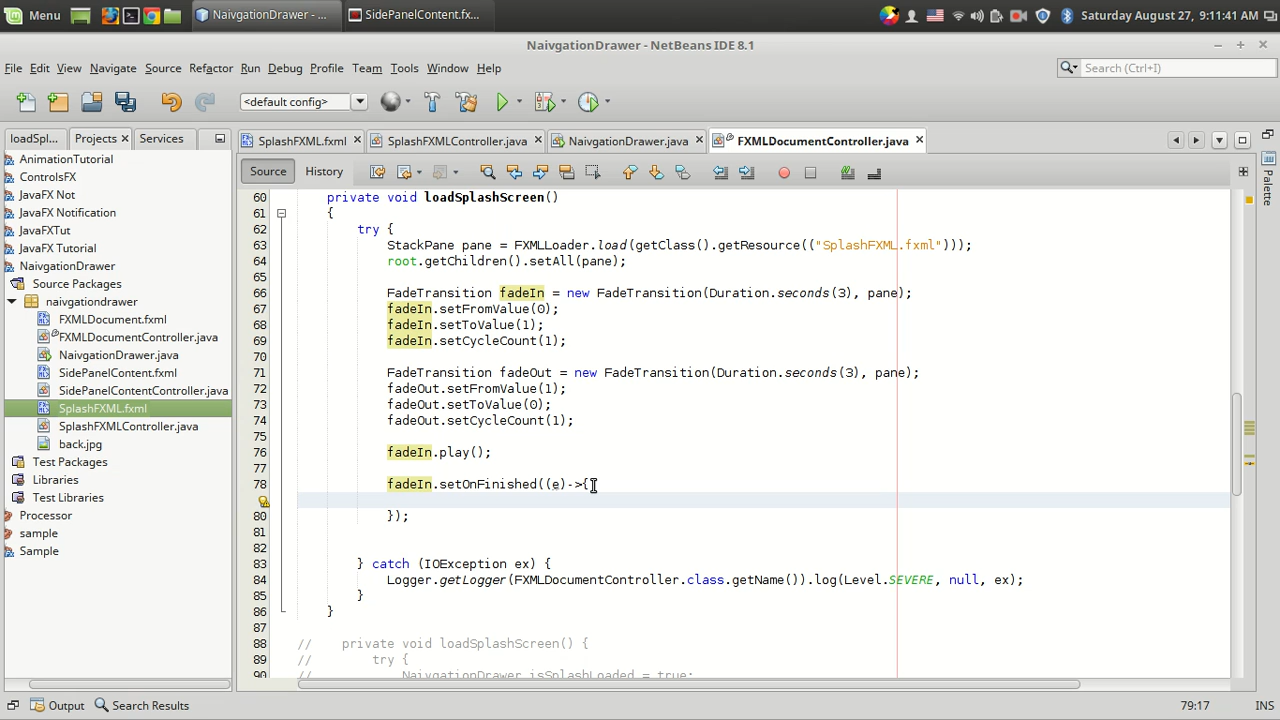 Menu
NaivgationDrawer - ...
SidePanelContent.fx...
Saturday August 27, 9:11:41 AM
NaivgationDrawer - NetBeans IDE 8.1
File Edit View Navigate Source Refactor Run Debug Profile Team Tools Window Help
Search (Ctrl+I)
<default config>
loadSpl... Projects Services
SplashFXML.fxml SplashFXMLController.java NaivgationDrawer.java FXMLDocumentController.java
Source History
Palette
AnimationTutorial
ControlsFX
JavaFX Not
JavaFX Notification
JavaFXTut
JavaFX Tutorial
NaivgationDrawer
Source Packages
naivgationdrawer
FXMLDocument.fxml
FXMLDocumentController.java
NaivgationDrawer.java
SidePanelContent.fxml
SidePanelContentController.java
SplashFXML.fxml
SplashFXMLController.java
back.jpg
Test Packages
Libraries
Test Libraries
Processor
sample
Sample
60 private void loadSplashScreen()
61 {
62 try {
63 StackPane pane = FXMLLoader.load(getClass().getResource(("SplashFXML.fxml")));
64 root.getChildren().setAll(pane);
65
66 FadeTransition fadeIn = new FadeTransition(Duration.seconds(3), pane);
67 fadeIn.setFromValue(0);
68 fadeIn.setToValue(1);
69 fadeIn.setCycleCount(1);
70
71 FadeTransition fadeOut = new FadeTransition(Duration.seconds(3), pane);
72 fadeOut.setFromValue(1);
73 fadeOut.setToValue(0);
74 fadeOut.setCycleCount(1);
75
76 fadeIn.play();
77
78 fadeIn.setOnFinished((e)->{
80 });
81
82
83 } catch (IOException ex) {
84 Logger.getLogger(FXMLDocumentController.class.getName()).log(Level.SEVERE, null, ex);
85 }
86 }
87
88 // private void loadSplashScreen() {
89 // try {
90 // NaivgationDrawer.isSplashLoaded = true;
Output Search Results
79:17 INS